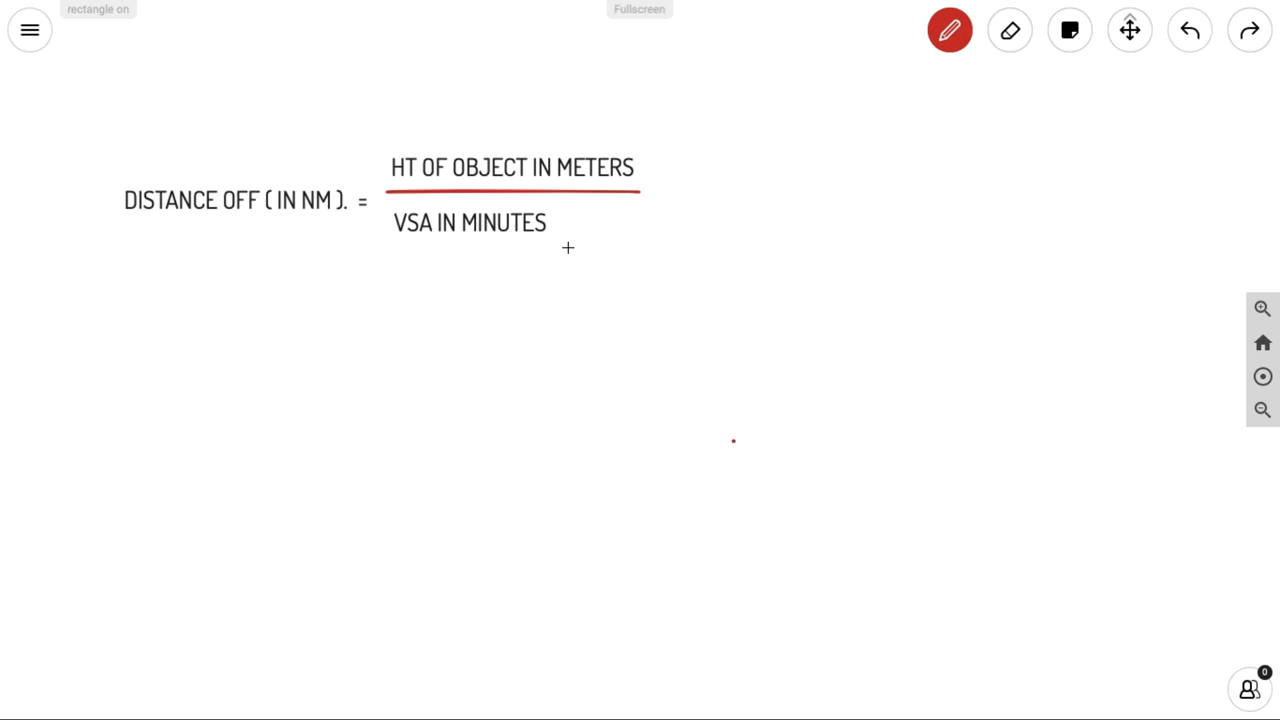 rectangle on
Fullscreen
HT OF OBJECT IN METERS
DISTANCE OFF ( IN NM ). =
VSA IN MINUTES
0